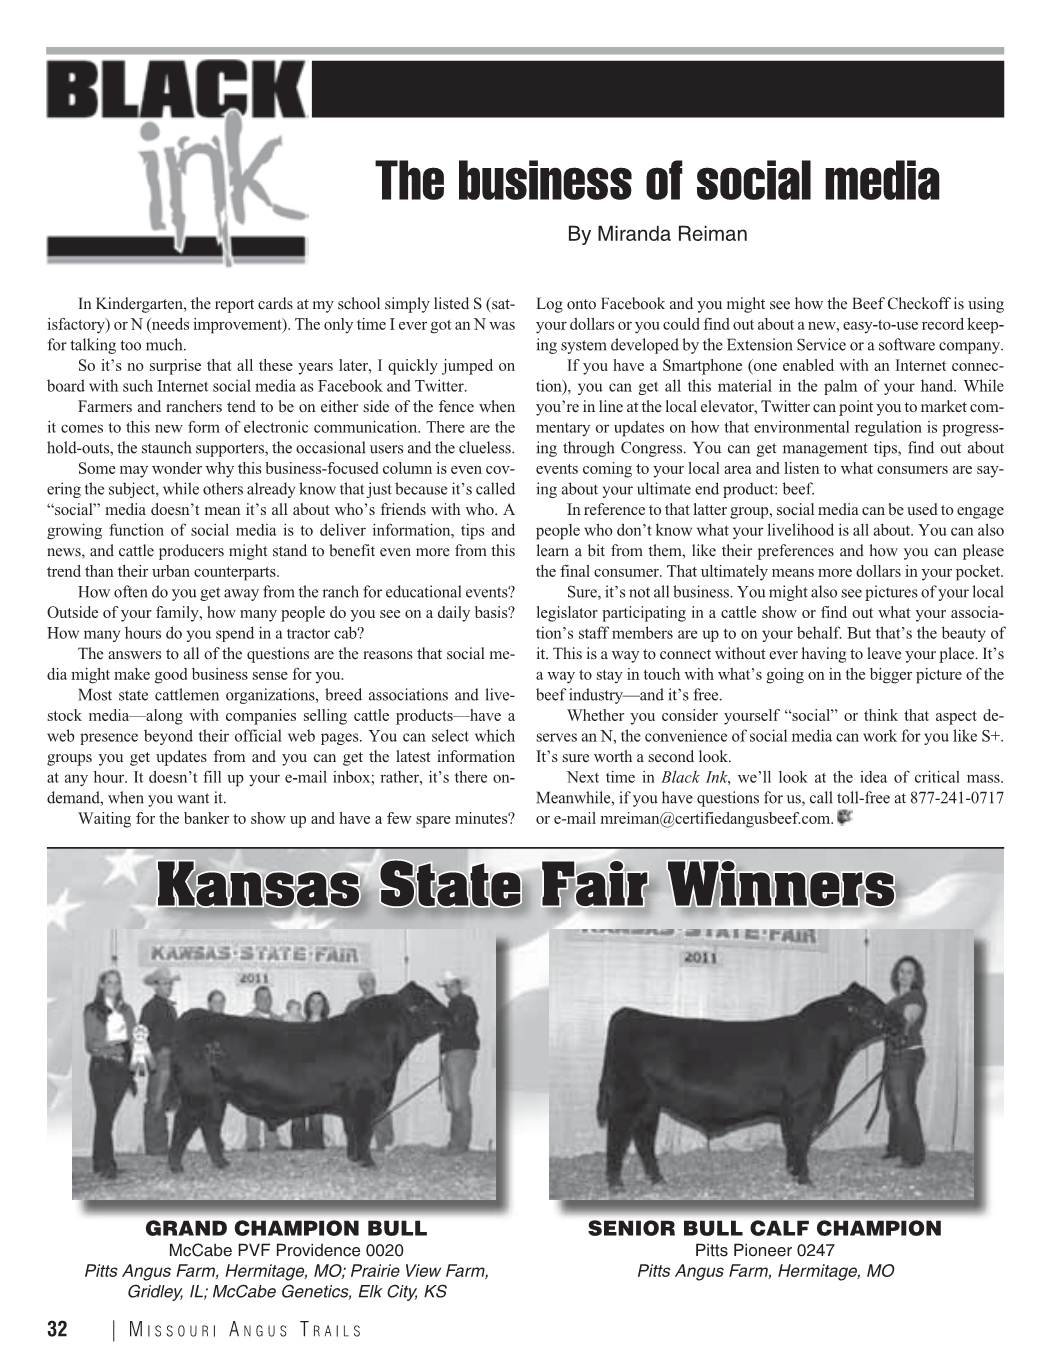 BLACK
ink
The business of social media
By Miranda Reiman
In Kindergarten, the report cards at my school simply listed S (sat-
isfactory) or N (needs improvement). The only time I ever got an N was
for talking too much.
So it’s no surprise that all these years later, I quickly jumped on
board with such Internet social media as Facebook and Twitter.
Farmers and ranchers tend to be on either side of the fence when
it comes to this new form of electronic communication. There are the
hold-outs, the staunch supporters, the occasional users and the clueless.
Some may wonder why this business-focused column is even cov-
ering the subject, while others already know that just because it’s called
“social” media doesn’t mean it’s all about who’s friends with who. A
growing function of social media is to deliver information, tips and
news, and cattle producers might stand to benefit even more from this
trend than their urban counterparts.
How often do you get away from the ranch for educational events?
Outside of your family, how many people do you see on a daily basis?
How many hours do you spend in a tractor cab?
The answers to all of the questions are the reasons that social me-
dia might make good business sense for you.
Most state cattlemen organizations, breed associations and live-
stock media—along with companies selling cattle products—have a
web presence beyond their official web pages. You can select which
groups you get updates from and you can get the latest information
at any hour. It doesn’t fill up your e-mail inbox; rather, it’s there on-
demand, when you want it.
Waiting for the banker to show up and have a few spare minutes?
Log onto Facebook and you might see how the Beef Checkoff is using
your dollars or you could find out about a new, easy-to-use record keep-
ing system developed by the Extension Service or a software company.
If you have a Smartphone (one enabled with an Internet connec-
tion), you can get all this material in the palm of your hand. While
you’re in line at the local elevator, Twitter can point you to market com-
mentary or updates on how that environmental regulation is progress-
ing through Congress. You can get management tips, find out about
events coming to your local area and listen to what consumers are say-
ing about your ultimate end product: beef.
In reference to that latter group, social media can be used to engage
people who don’t know what your livelihood is all about. You can also
learn a bit from them, like their preferences and how you can please
the final consumer. That ultimately means more dollars in your pocket.
Sure, it’s not all business. You might also see pictures of your local
legislator participating in a cattle show or find out what your associa-
tion’s staff members are up to on your behalf. But that’s the beauty of
it. This is a way to connect without ever having to leave your place. It’s
a way to stay in touch with what’s going on in the bigger picture of the
beef industry—and it’s free.
Whether you consider yourself “social” or think that aspect de-
serves an N, the convenience of social media can work for you like S+.
It’s sure worth a second look.
Next time in Black Ink, we’ll look at the idea of critical mass.
Meanwhile, if you have questions for us, call toll-free at 877-241-0717
or e-mail mreiman@certifiedangusbeef.com.
Kansas State Fair Winners
KANSAS·STATE·FAIR
2011
KANSAS·STATE·FAIR
2011
GRAND CHAMPION BULL
McCabe PVF Providence 0020
Pitts Angus Farm, Hermitage, MO; Prairie View Farm,
Gridley, IL; McCabe Genetics, Elk City, KS
SENIOR BULL CALF CHAMPION
Pitts Pioneer 0247
Pitts Angus Farm, Hermitage, MO
32 | MISSOURI ANGUS TRAILS